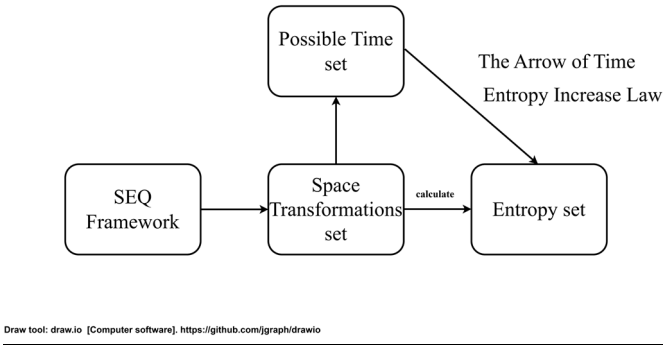 Possible Time
set
The Arrow of Time
Entropy Increase Law
SEQ
Framework
Space
Transformations
set
calculate
Entropy set
Draw tool: draw.io [Computer software]. https://github.com/jgraph/drawio